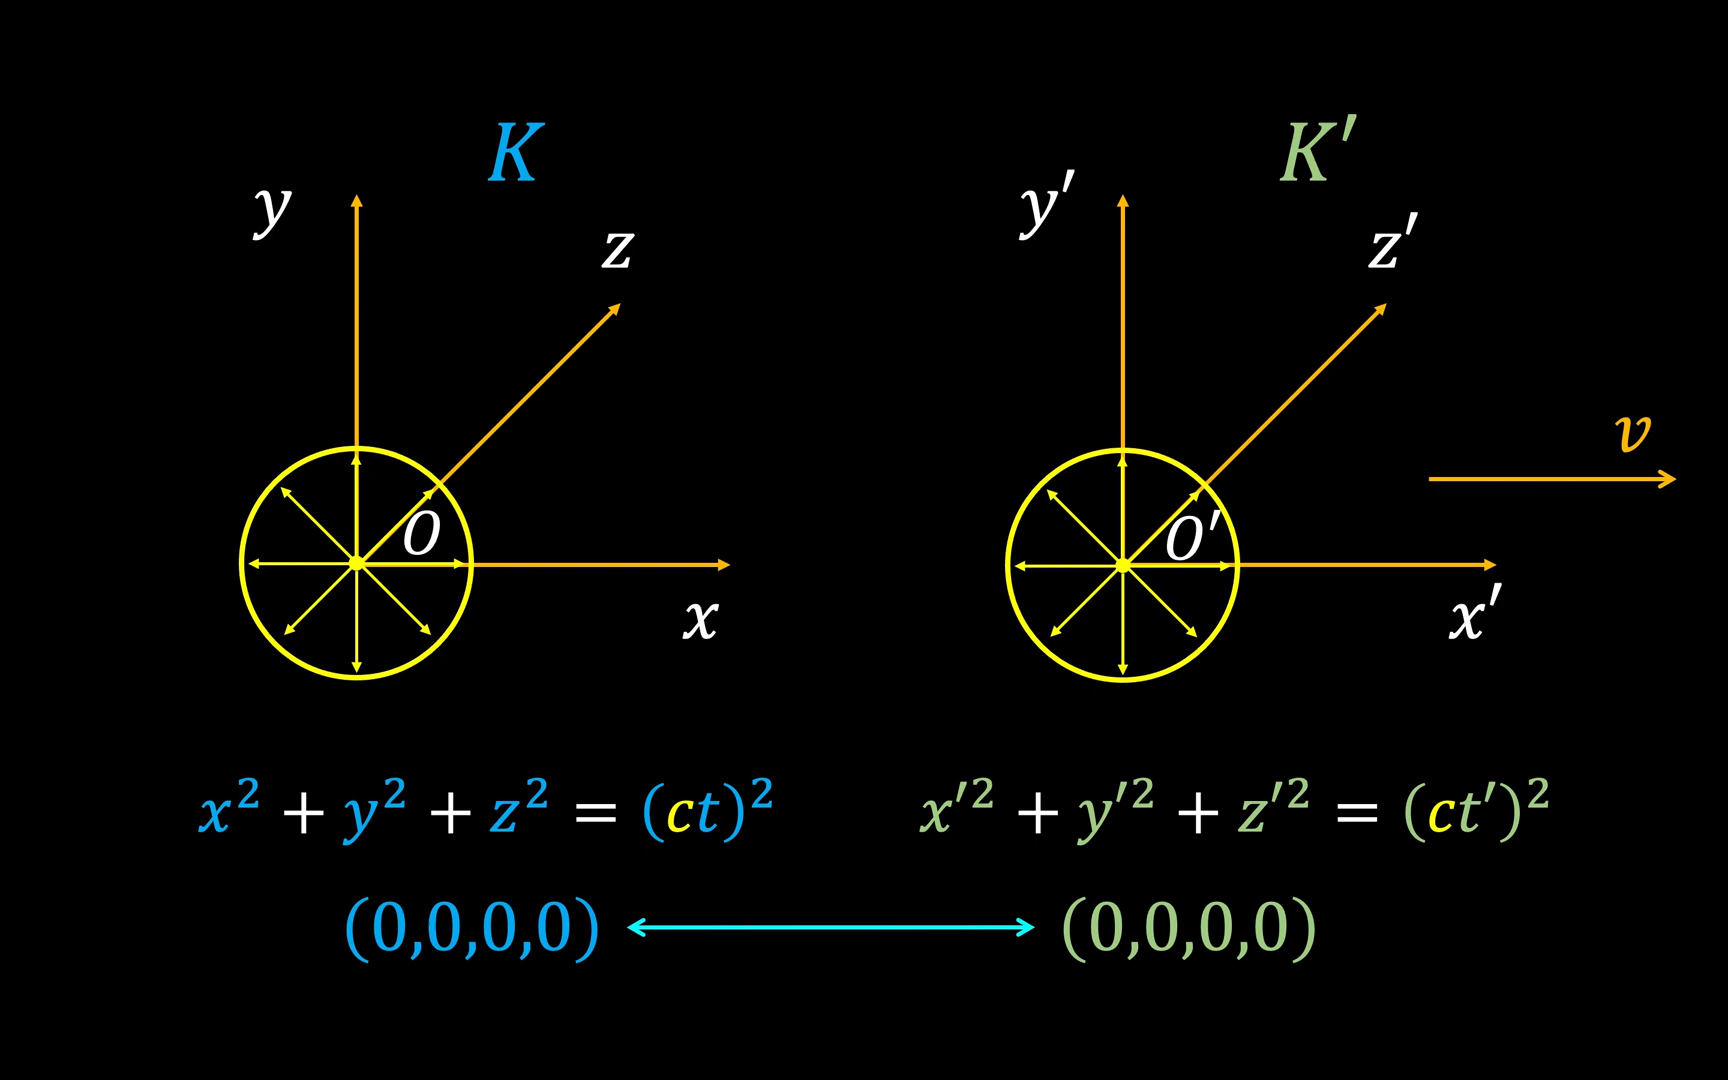 K
K′
y
z
y′
z′
v
O
O′
x
x′
x² + y² + z² = (ct)²
x′² + y′² + z′² = (ct′)²
(0,0,0,0)
(0,0,0,0)